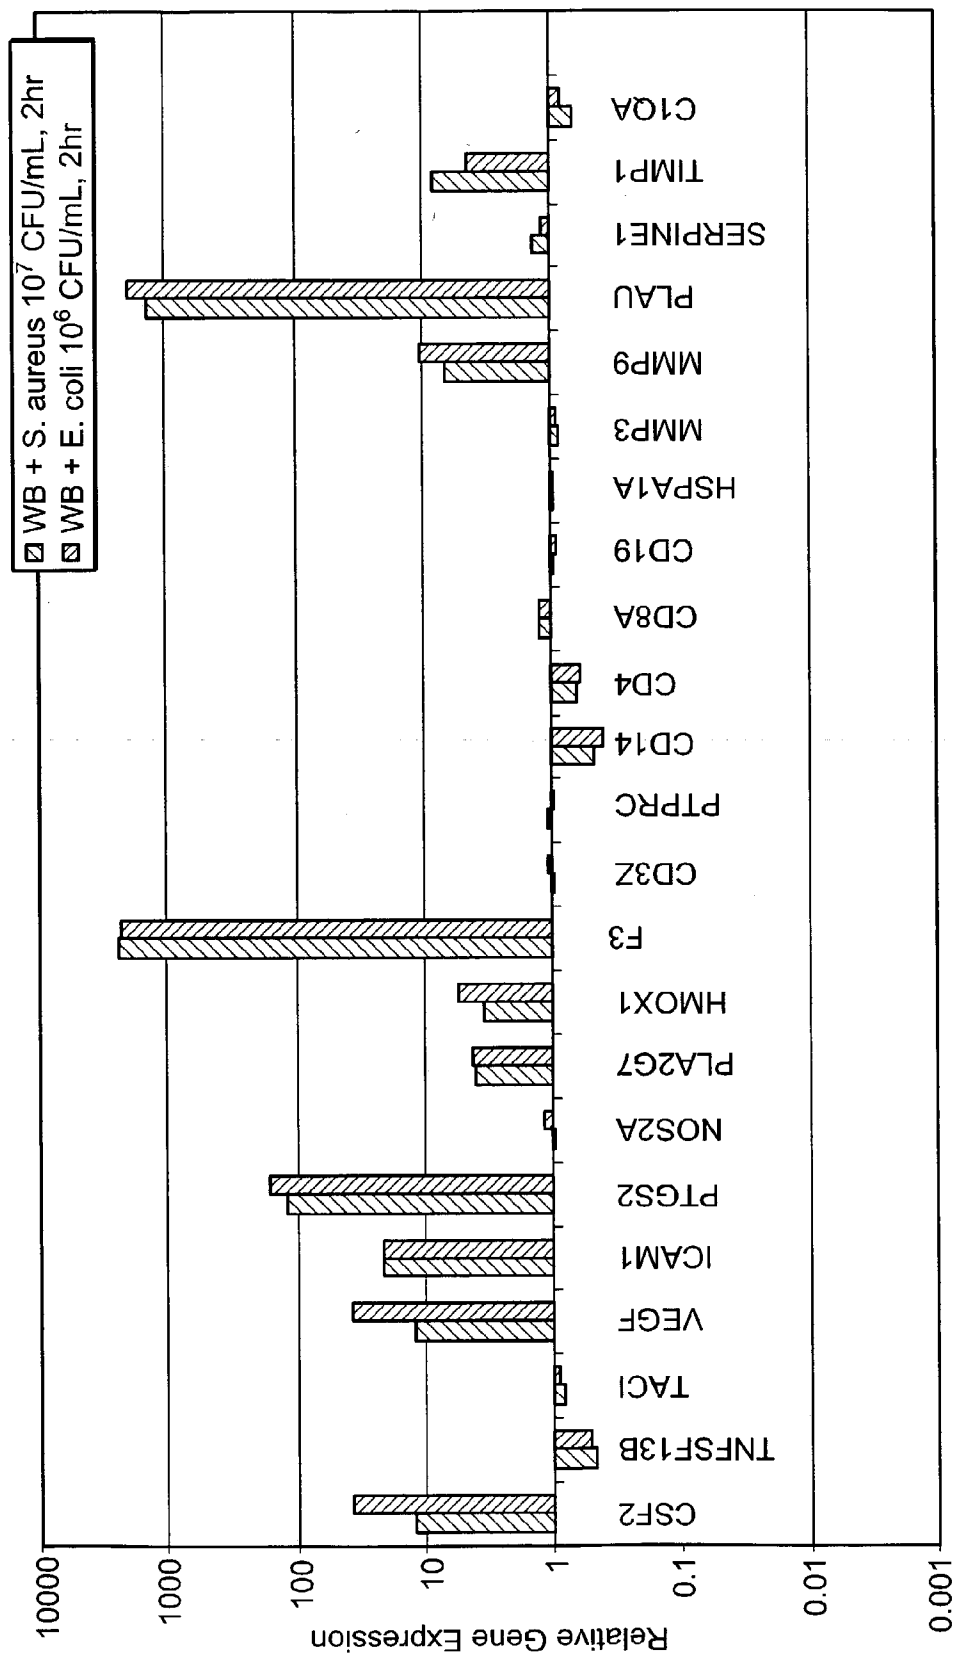 WB + S. aureus 10⁷ CFU/mL, 2hr
WB + E. coli 10⁶ CFU/mL, 2hr
Relative Gene Expression
10000
1000
100
10
1
0.1
0.01
0.001
CSF2
TNFSF13B
TACI
VEGF
ICAM1
PTGS2
NOS2A
PLA2G7
HMOX1
F3
CD3Z
PTPRC
CD14
CD4
CD8A
CD19
HSPA1A
MMP3
MMP9
PLAU
SERPINE1
TIMP1
C1QA